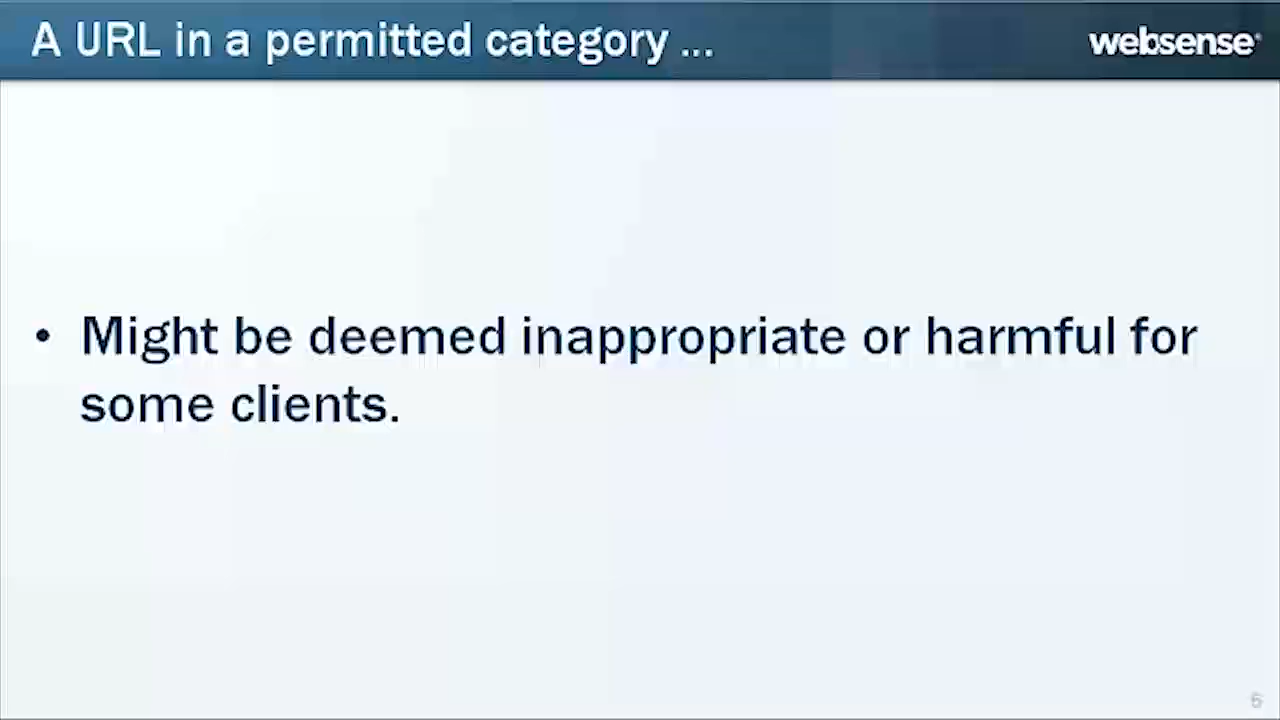 A URL in a permitted category ...
websense
• Might be deemed inappropriate or harmful for
some clients.